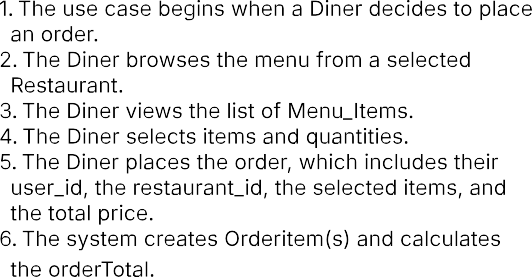 1. The use case begins when a Diner decides to place
an order.
2. The Diner browses the menu from a selected
Restaurant.
3. The Diner views the list of Menu_Items.
4. The Diner selects items and quantities.
5. The Diner places the order, which includes their
user_id, the restaurant_id, the selected items, and
the total price.
6. The system creates Orderitem(s) and calculates
the orderTotal.